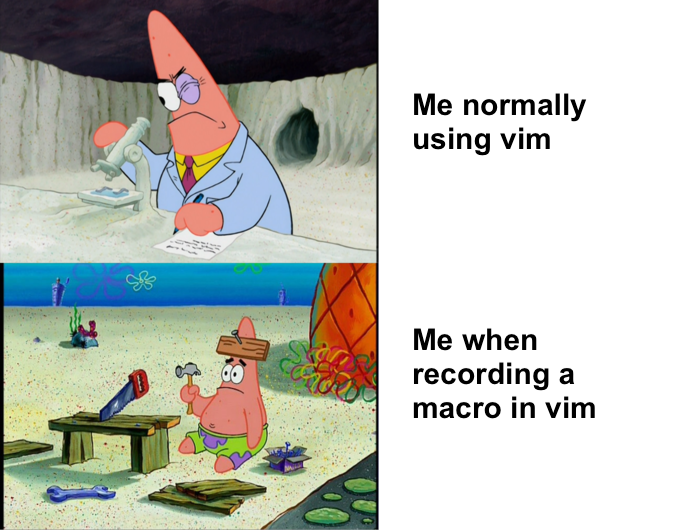 Me normally
using vim
Me when
recording a
macro in vim